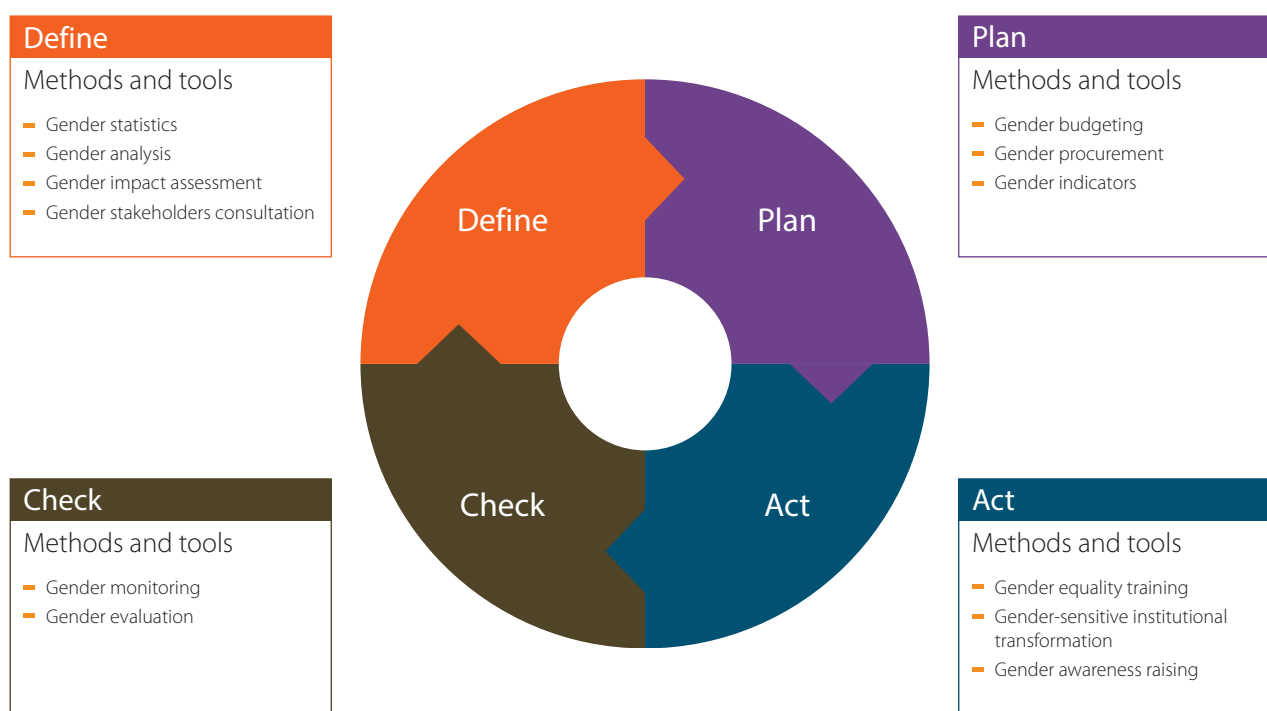 Define
Methods and tools
Gender statistics
Gender analysis
Gender impact assessment
Gender stakeholders consultation
Plan
Methods and tools
Gender budgeting
Gender procurement
Gender indicators
Define
Plan
Check
Act
Check
Methods and tools
Gender monitoring
Gender evaluation
Act
Methods and tools
Gender equality training
Gender-sensitive institutional
transformation
Gender awareness raising